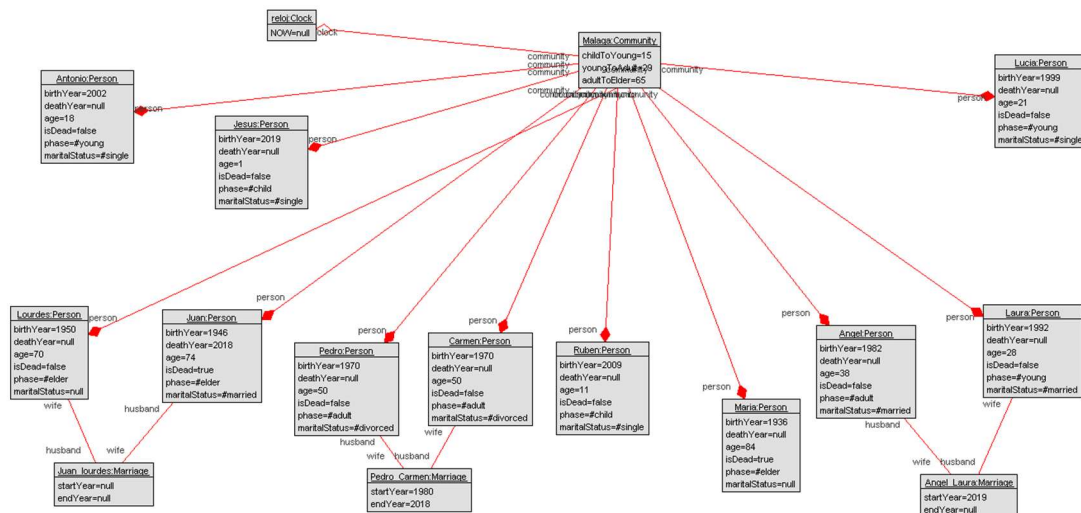 reloj:Clock
NOW=null
clock
Malaga:Community
childToYoung=15
youngToAdult=29
adultToElder=65
community
community
community
community
community
Antonio:Person
birthYear=2002
deathYear=null
age=18
isDead=false
phase=#young
maritalStatus=#single
person
Jesus:Person
birthYear=2019
deathYear=null
age=1
isDead=false
phase=#child
maritalStatus=#single
person
Lucia:Person
birthYear=1999
deathYear=null
age=21
isDead=false
phase=#young
maritalStatus=#single
person
Lourdes:Person
birthYear=1950
deathYear=null
age=70
isDead=false
phase=#elder
maritalStatus=null
person
wife
Juan:Person
birthYear=1946
deathYear=2018
age=74
isDead=true
phase=#elder
maritalStatus=#married
person
husband
Pedro:Person
birthYear=1970
deathYear=null
age=50
isDead=false
phase=#adult
maritalStatus=#divorced
person
husband
Carmen:Person
birthYear=1970
deathYear=null
age=50
isDead=false
phase=#adult
maritalStatus=#divorced
person
wife
Ruben:Person
birthYear=2009
deathYear=null
age=11
isDead=false
phase=#child
maritalStatus=#single
person
Maria:Person
birthYear=1936
deathYear=null
age=84
isDead=true
phase=#elder
maritalStatus=null
person
Angel:Person
birthYear=1982
deathYear=null
age=38
isDead=false
phase=#adult
maritalStatus=#married
person
husband
Laura:Person
birthYear=1992
deathYear=null
age=28
isDead=false
phase=#young
maritalStatus=#married
person
wife
husband
wife
Juan_lourdes:Marriage
startYear=null
endYear=null
wife
husband
Pedro_Carmen:Marriage
startYear=1980
endYear=2018
wife
husband
Angel_Laura:Marriage
startYear=2019
endYear=null